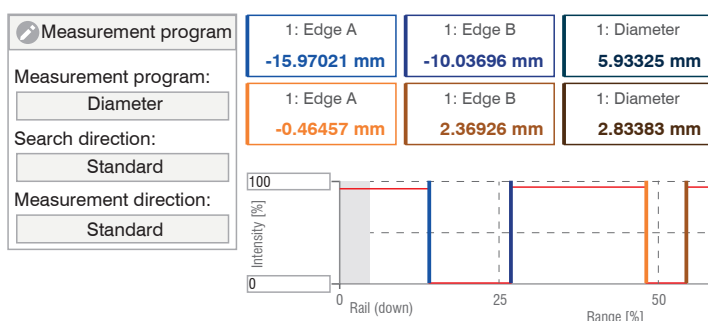 Measurement program
Measurement program:
Diameter
Search direction:
Standard
Measurement direction:
Standard
1: Edge A
-15.97021 mm
1: Edge B
-10.03696 mm
1: Diameter
5.93325 mm
1: Edge A
-0.46457 mm
1: Edge B
2.36926 mm
1: Diameter
2.83383 mm
100
Intensity [%]
0
0
25
50
Rail (down)
Range [%]